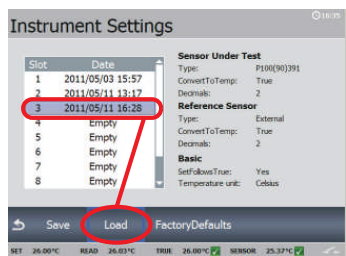 Instrument Settings
16:35
Slot Date
1 2011/05/03 15:57
2 2011/05/11 13:17
3 2011/05/11 16:28
4 Empty
5 Empty
6 Empty
7 Empty
8 Empty
Sensor Under Test
Type: P100(90)391
ConvertToTemp: True
Decimals: 2
Reference Sensor
Type: External
ConvertToTemp: True
Decimals: 2
Basic
SetFollowsTrue: Yes
Temperature unit: Celsius
Save Load FactoryDefaults
SET 26.00°C READ 26.03°C TRUE 26.00°C SENSOR 25.37°C